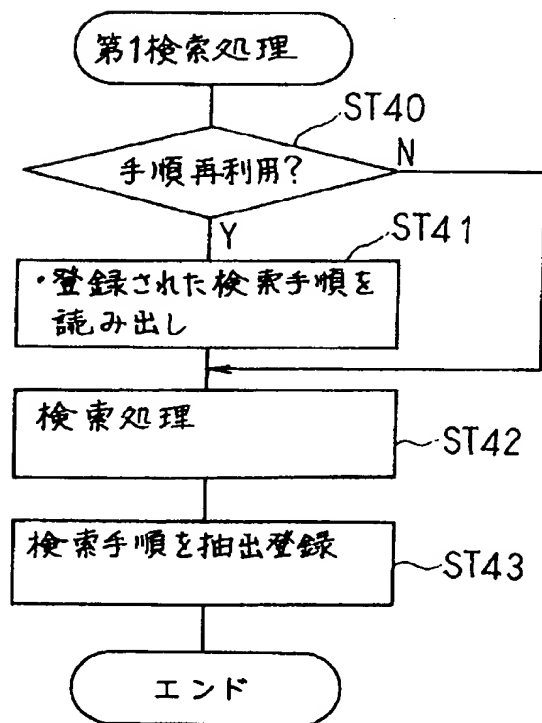 第1検索処理
ST40
手順再利用?
N
Y
ST41
・登録された検索手順を
読み出し
検索処理
ST42
検索手順を抽出登録
ST43
エンド